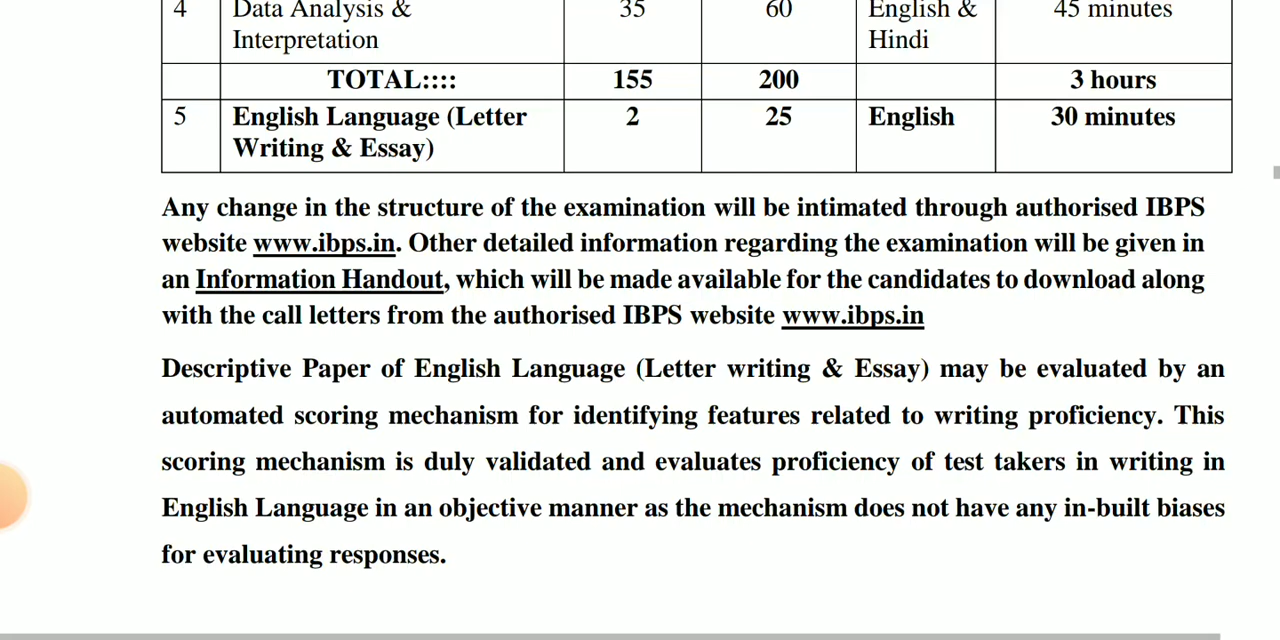 4 Data Analysis & 35 60 English & 45 minutes
Interpretation Hindi
TOTAL:::: 155 200 3 hours
5 English Language (Letter 2 25 English 30 minutes
Writing & Essay)
Any change in the structure of the examination will be intimated through authorised IBPS
website www.ibps.in. Other detailed information regarding the examination will be given in
an Information Handout, which will be made available for the candidates to download along
with the call letters from the authorised IBPS website www.ibps.in
Descriptive Paper of English Language (Letter writing & Essay) may be evaluated by an
automated scoring mechanism for identifying features related to writing proficiency. This
scoring mechanism is duly validated and evaluates proficiency of test takers in writing in
English Language in an objective manner as the mechanism does not have any in-built biases
for evaluating responses.